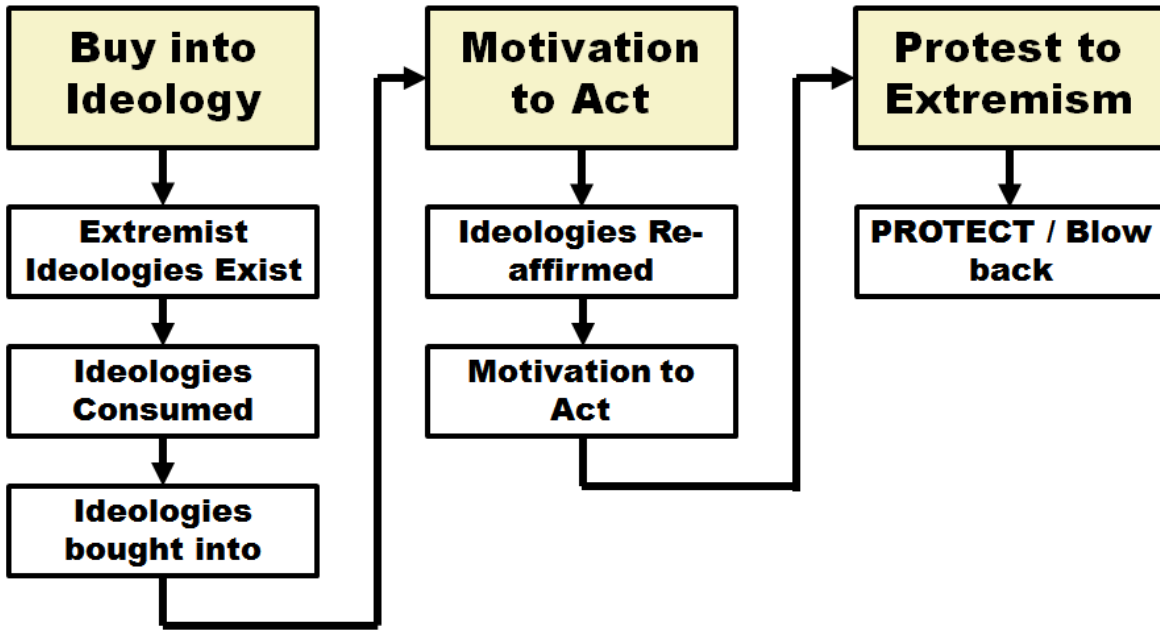 Buy into
Ideology
Extremist
Ideologies Exist
Ideologies
Consumed
Ideologies
bought into
Motivation
to Act
Ideologies Re-
affirmed
Motivation to
Act
Protest to
Extremism
PROTECT / Blow
back